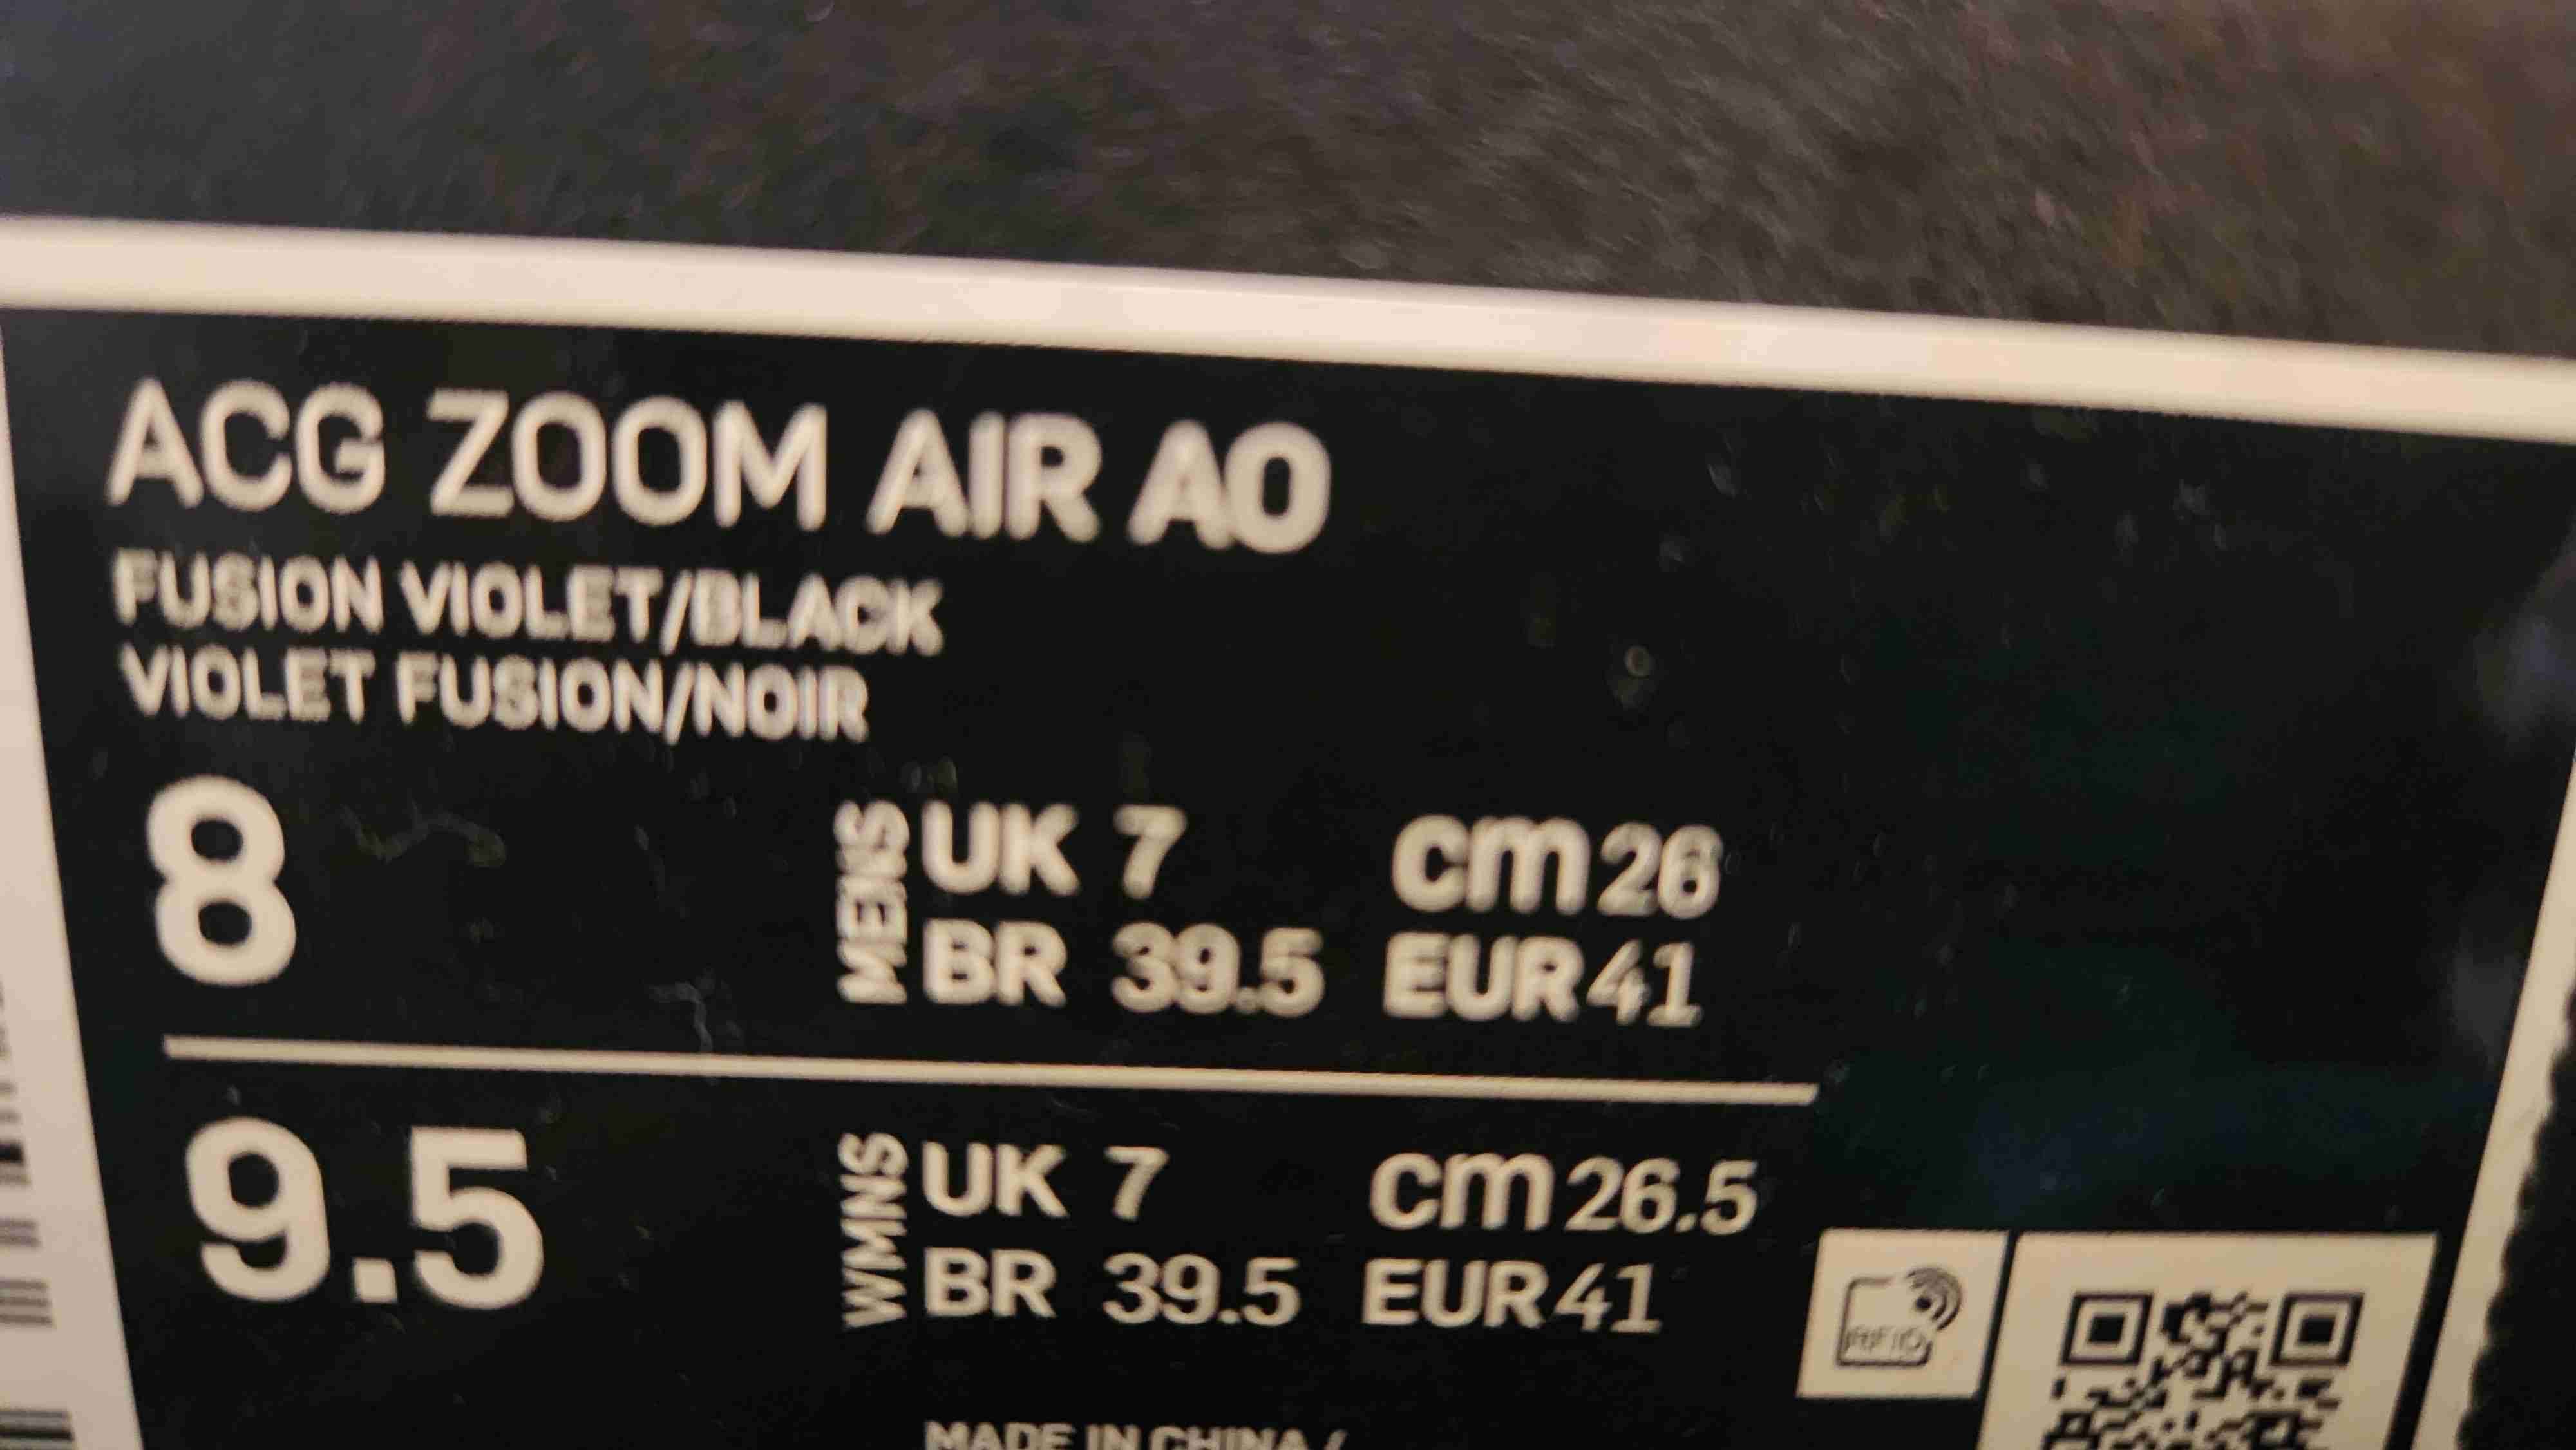 ACG ZOOM AIR AO
FUSION VIOLET/BLACK
VIOLET FUSION/NOIR
8
MENS
UK 7 cm 26
BR 39.5 EUR 41
9.5
WMNS
UK 7 cm 26.5
BR 39.5 EUR 41
RFID
MADE IN CHINA /